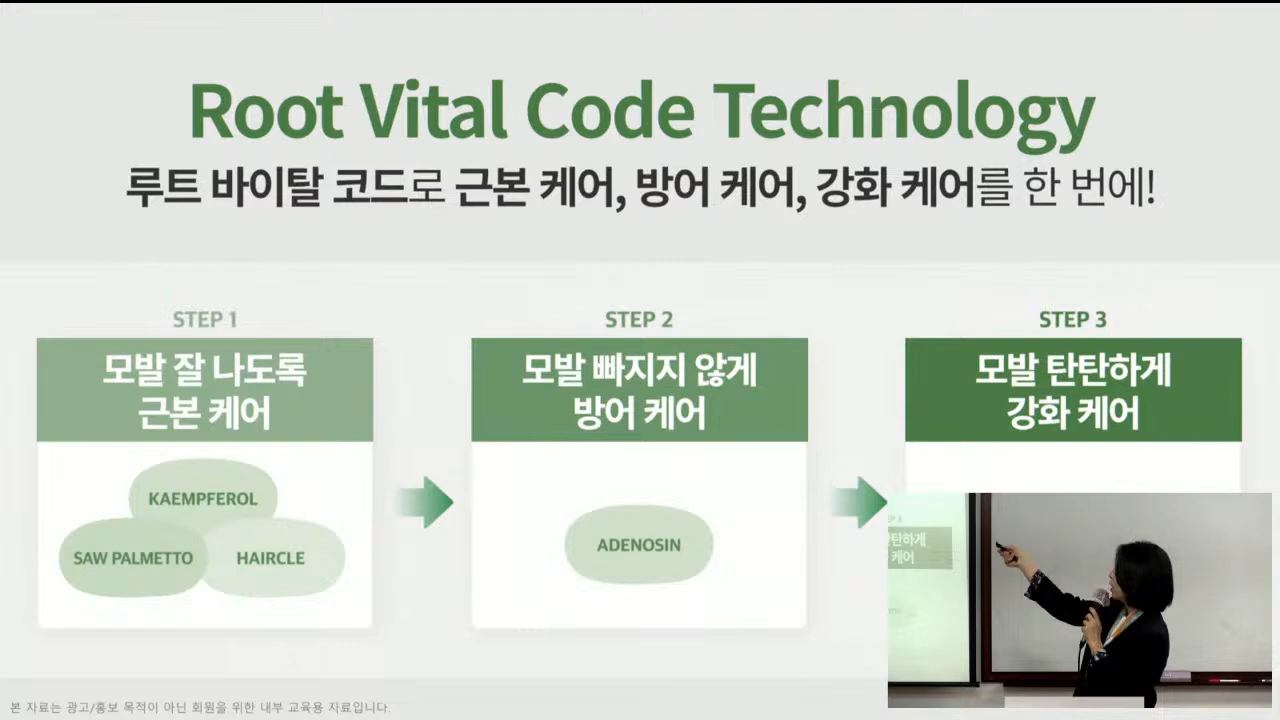 Root Vital Code Technology
루트 바이탈 코드로 근본 케어, 방어 케어, 강화 케어를 한 번에!
STEP 1
모발 잘 나도록
근본 케어
KAEMPFEROL
SAW PALMETTO
HAIRCLE
STEP 2
모발 빠지지 않게
방어 케어
ADENOSIN
STEP 3
모발 탄탄하게
강화 케어
탄하게
케어
본 자료는 광고/홍보 목적이 아닌 회원을 위한 내부 교육용 자료입니다.